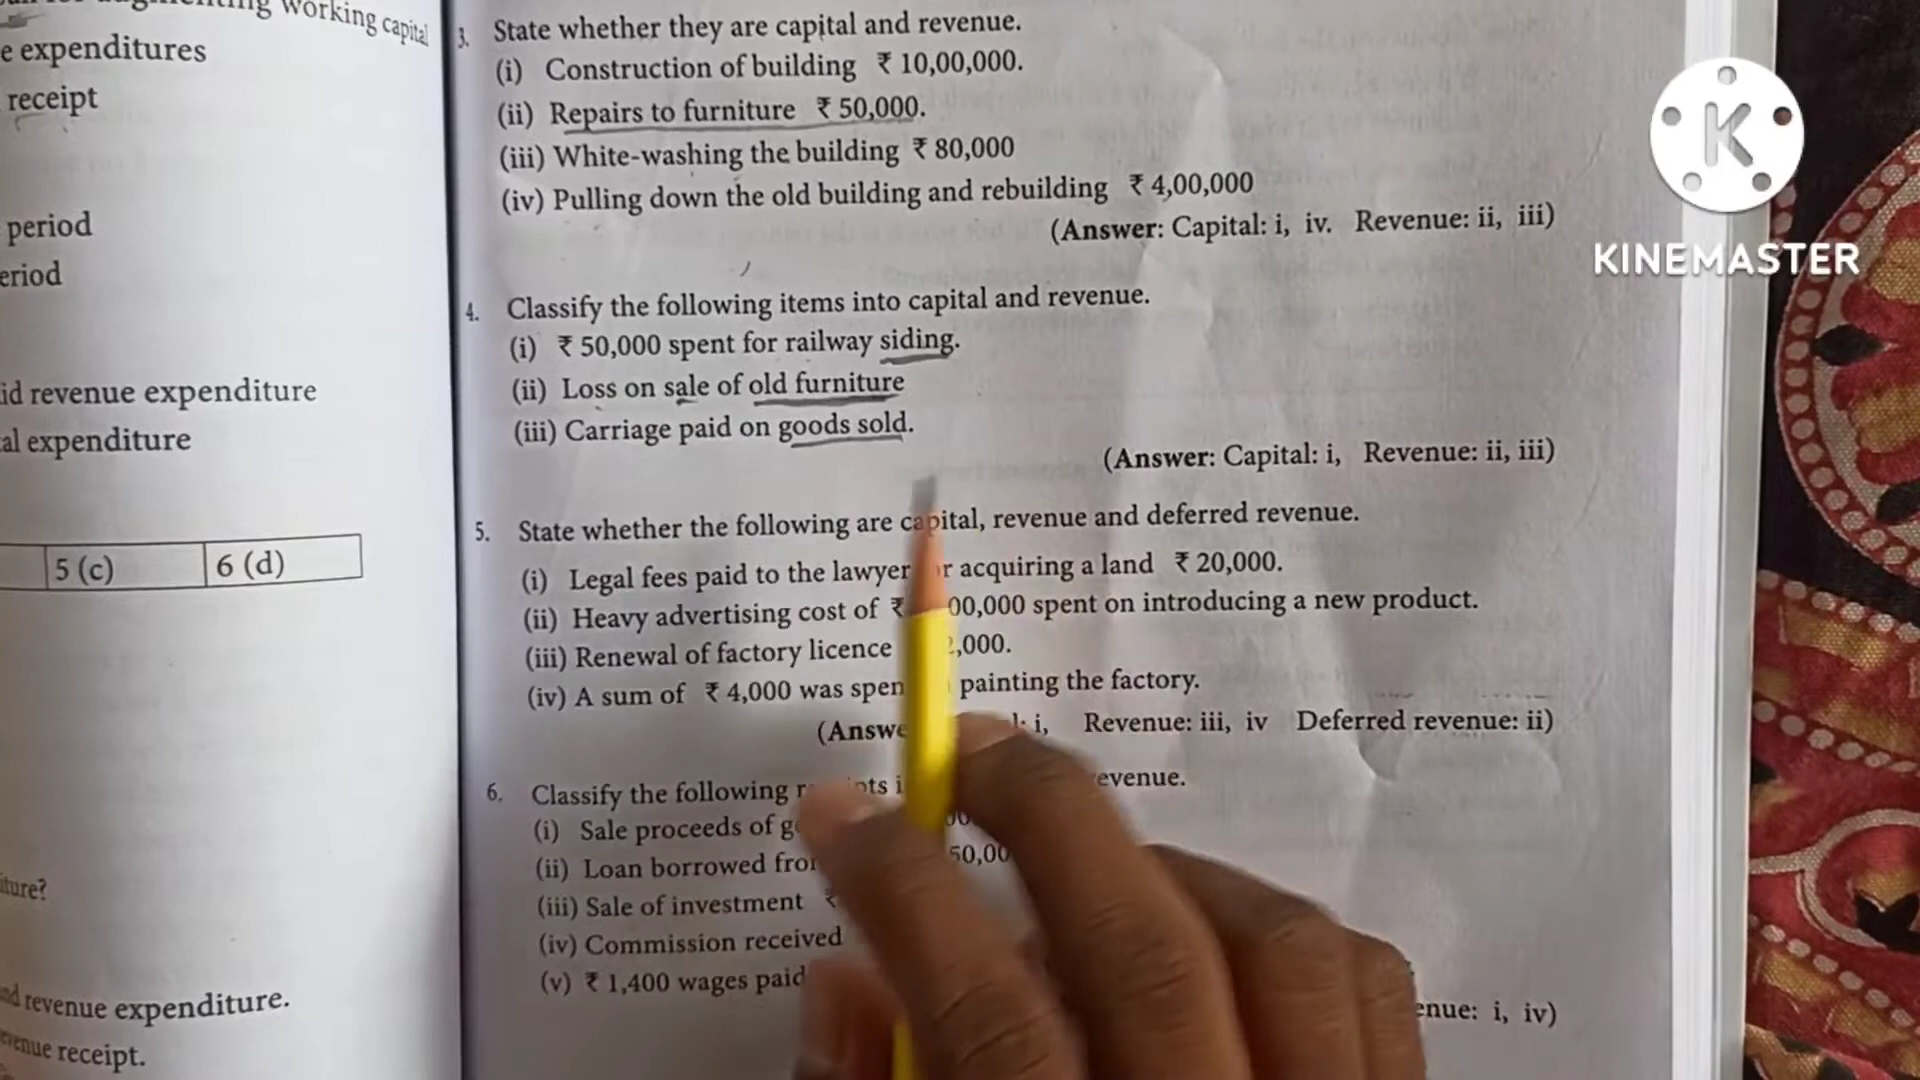 working capital
e expenditures
receipt
period
eriod
id revenue expenditure
al expenditure
5 (c) 6 (d)
iture?
nd revenue expenditure.
evenue receipt.
3. State whether they are capital and revenue.
(i) Construction of building ₹ 10,00,000.
(ii) Repairs to furniture ₹ 50,000.
(iii) White-washing the building ₹ 80,000
(iv) Pulling down the old building and rebuilding ₹ 4,00,000
(Answer: Capital: i, iv. Revenue: ii, iii)
4. Classify the following items into capital and revenue.
(i) ₹ 50,000 spent for railway siding.
(ii) Loss on sale of old furniture
(iii) Carriage paid on goods sold.
(Answer: Capital: i, Revenue: ii, iii)
5. State whether the following are capital, revenue and deferred revenue.
(i) Legal fees paid to the lawyer r acquiring a land ₹ 20,000.
(ii) Heavy advertising cost of ₹ 00,000 spent on introducing a new product.
(iii) Renewal of factory licence ,000.
(iv) A sum of ₹ 4,000 was spen painting the factory.
(Answe i, Revenue: iii, iv Deferred revenue: ii)
6. Classify the following evenue.
(i) Sale proceeds of
(ii) Loan borrowed 50,00
(iii) Sale of investment ₹
(iv) Commission received
(v) ₹ 1,400 wages paid
enue: i, iv)
K
KINEMASTER